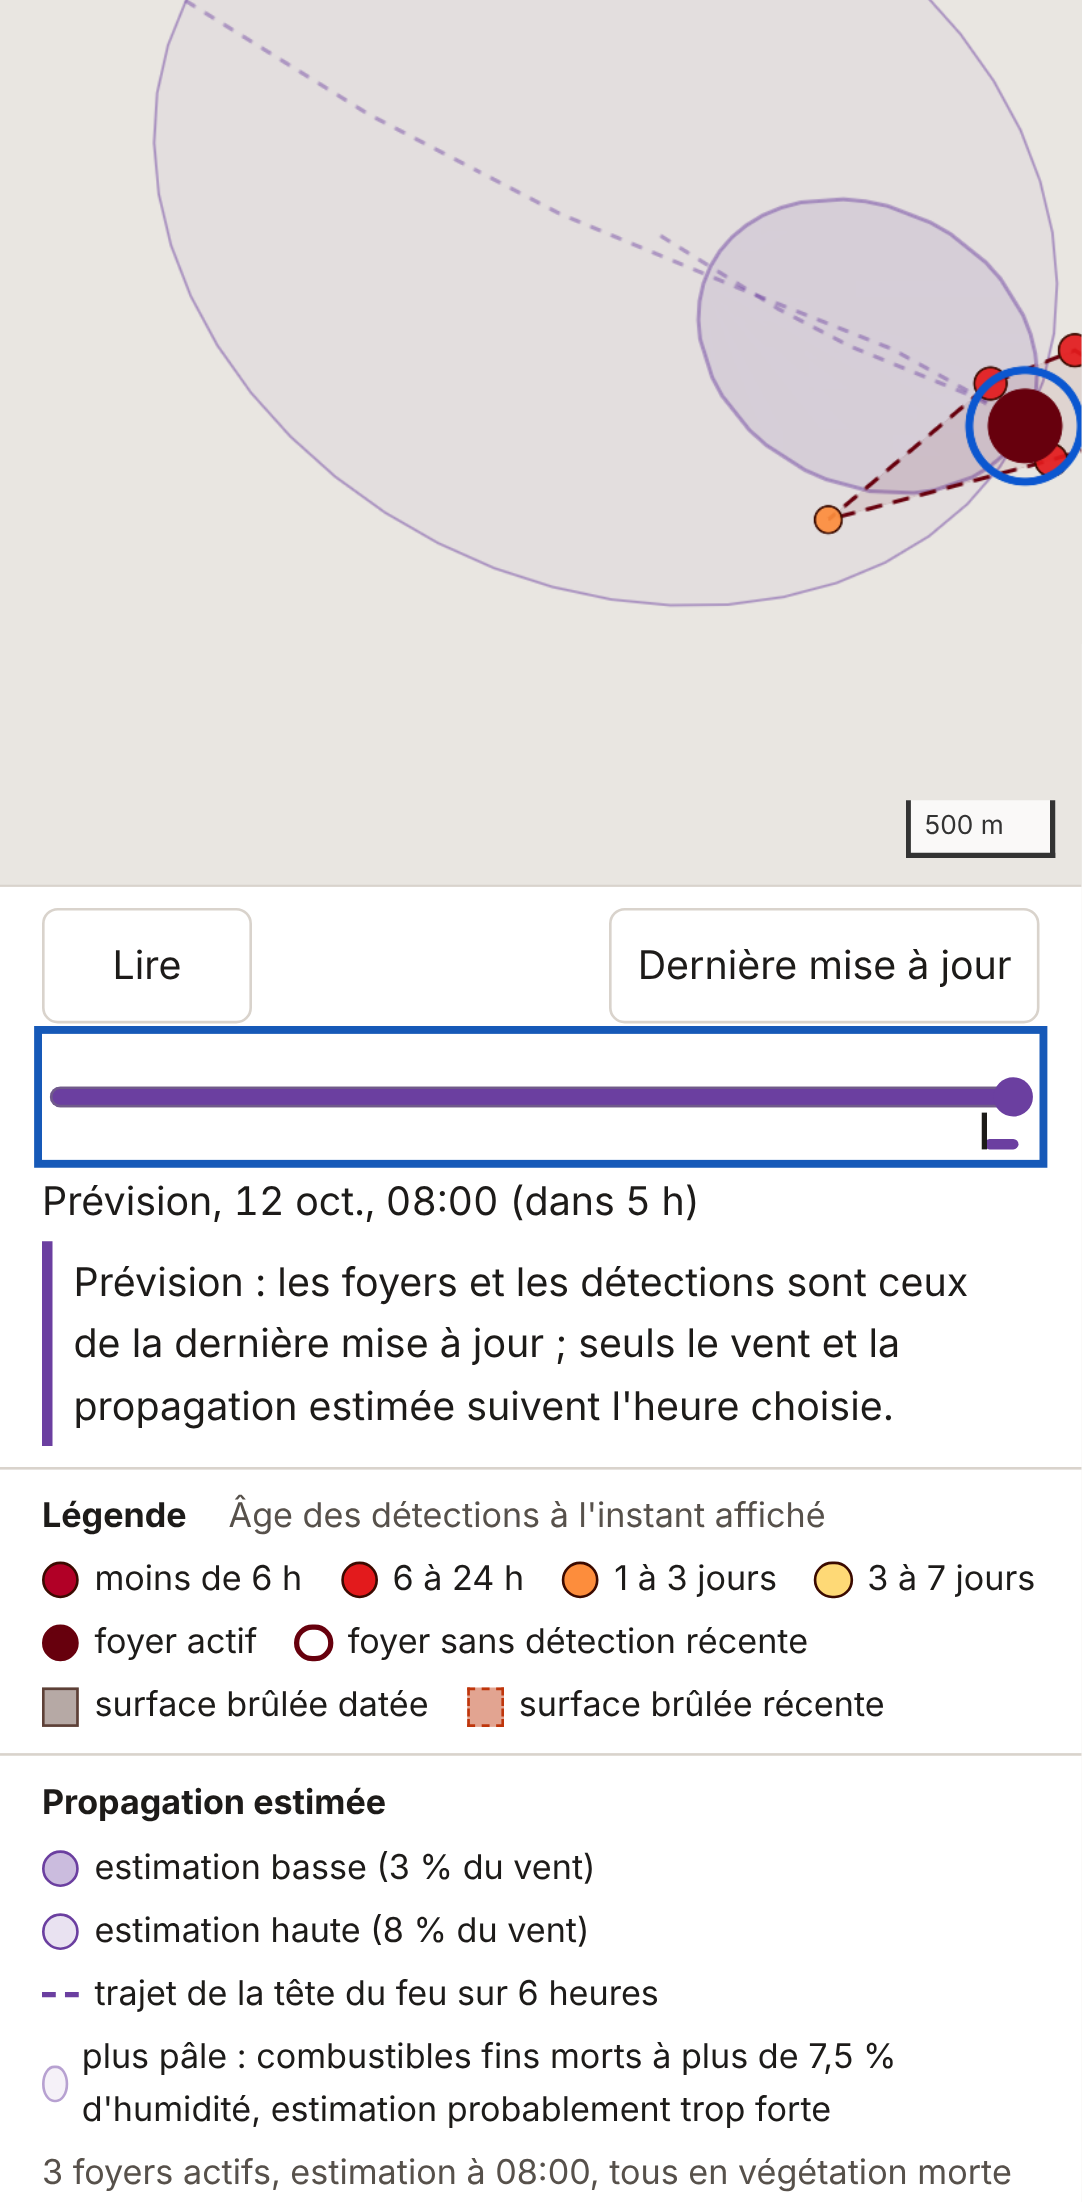 500 m
Lire
Dernière mise à jour
Prévision, 12 oct., 08:00 (dans 5 h)
Prévision : les foyers et les détections sont ceux
de la dernière mise à jour ; seuls le vent et la
propagation estimée suivent l'heure choisie.
Légende Âge des détections à l'instant affiché
moins de 6 h 6 à 24 h 1 à 3 jours 3 à 7 jours
foyer actif foyer sans détection récente
surface brûlée datée surface brûlée récente
Propagation estimée
estimation basse (3 % du vent)
estimation haute (8 % du vent)
trajet de la tête du feu sur 6 heures
plus pâle : combustibles fins morts à plus de 7,5 %
d'humidité, estimation probablement trop forte
3 foyers actifs, estimation à 08:00, tous en végétation morte